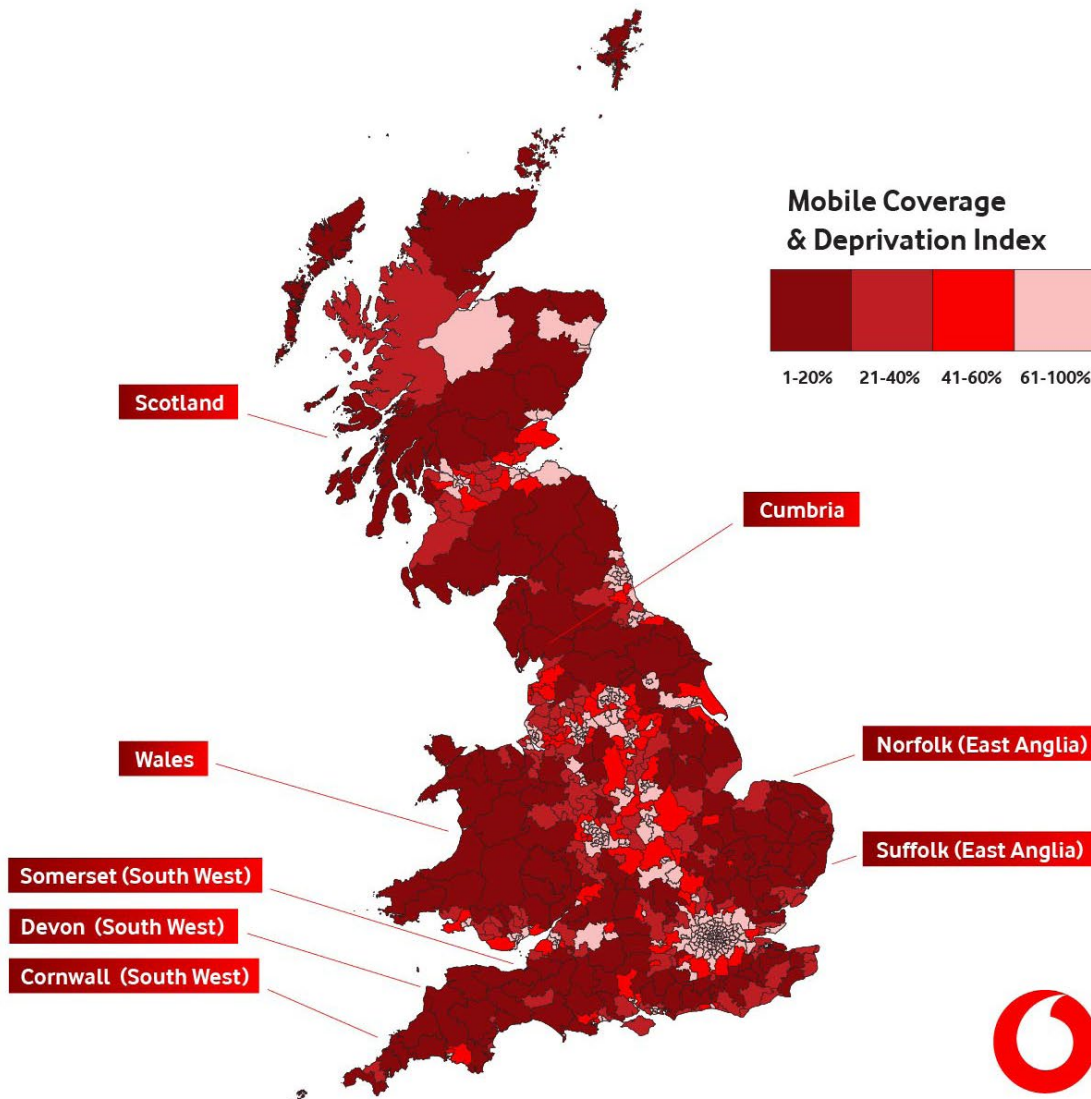 Mobile Coverage
& Deprivation Index
1-20% 21-40% 41-60% 61-100%
Scotland
Cumbria
Wales
Norfolk (East Anglia)
Suffolk (East Anglia)
Somerset (South West)
Devon (South West)
Cornwall (South West)